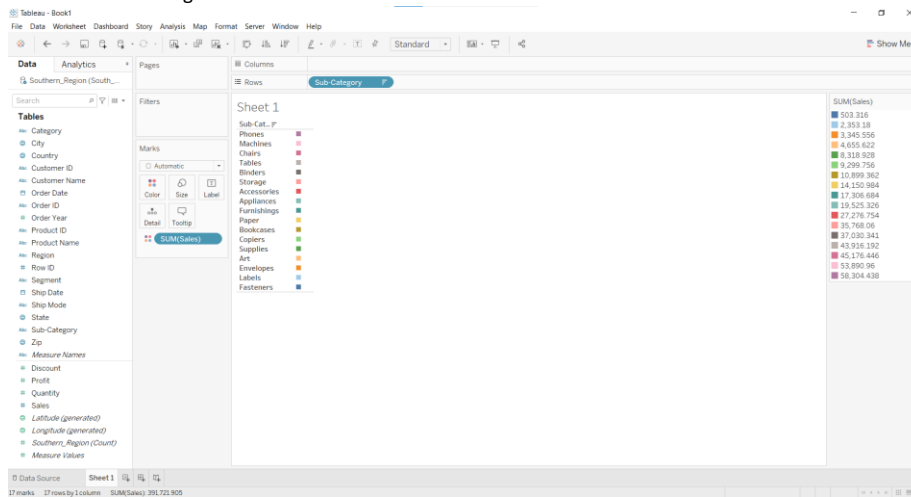 Tableau - Book1
File Data Worksheet Dashboard Story Analysis Map Format Server Window Help
Standard
Show Me
Data Analytics
Pages
Columns
Southern_Region (South_...
Rows
Sub-Category
Search
Filters
Sheet 1
SUM(Sales)
Tables
Sub-Cat..
503.316
Category
Phones
2,353.18
City
Machines
3,345.556
Country
Marks
Chairs
4,655.622
Customer ID
Automatic
Tables
8,318.928
Customer Name
Binders
9,299.756
Order Date
Color Size Label
Storage
10,899.362
Order ID
Accessories
14,150.984
Order Year
Detail Tooltip
Appliances
17,306.684
Product ID
Furnishings
19,525.326
Product Name
SUM(Sales)
Paper
27,276.754
Region
Bookcases
35,768.06
Row ID
Copiers
37,030.341
Segment
Supplies
43,916.192
Ship Date
Art
45,176.446
Ship Mode
Envelopes
53,890.96
State
Labels
58,304.438
Sub-Category
Fasteners
Zip
Measure Names
Discount
Profit
Quantity
Sales
Latitude (generated)
Longitude (generated)
Southern_Region (Count)
Measure Values
Data Source Sheet 1
17 marks 17 rows by 1 column SUM(Sales): 391,721.905